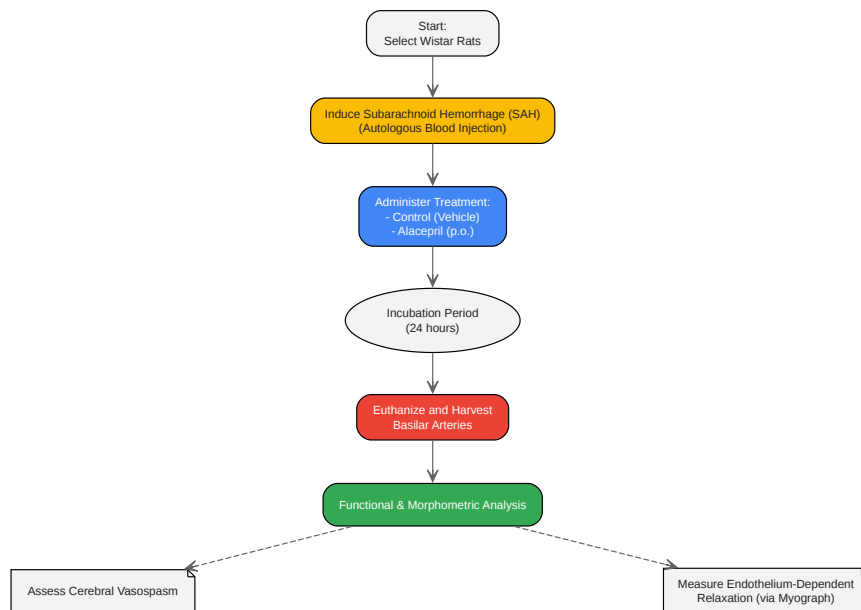 Start:
Select Wistar Rats
Induce Subarachnoid Hemorrhage (SAH)
(Autologous Blood Injection)
Administer Treatment:
- Control (Vehicle)
- Alacepril (p.o.)
Incubation Period
(24 hours)
Euthanize and Harvest
Basilar Arteries
Functional & Morphometric Analysis
Assess Cerebral Vasospasm
Measure Endothelium-Dependent
Relaxation (via Myograph)